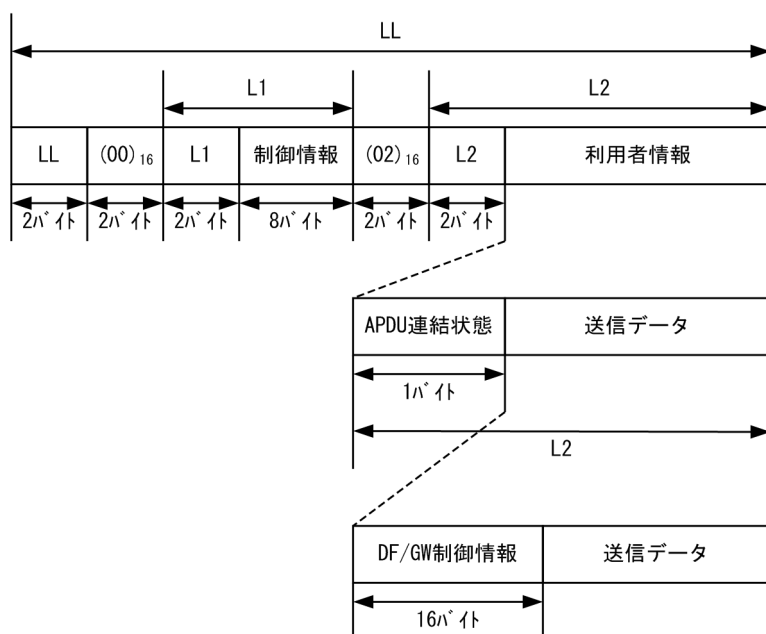 LL
L1
L2
LL
(00)16
L1
制御情報
(02)16
L2
利用者情報
2ﾊﾞｲﾄ
2ﾊﾞｲﾄ
2ﾊﾞｲﾄ
8ﾊﾞｲﾄ
2ﾊﾞｲﾄ
2ﾊﾞｲﾄ
APDU連結状態
送信データ
1ﾊﾞｲﾄ
L2
DF/GW制御情報
送信データ
16ﾊﾞｲﾄ